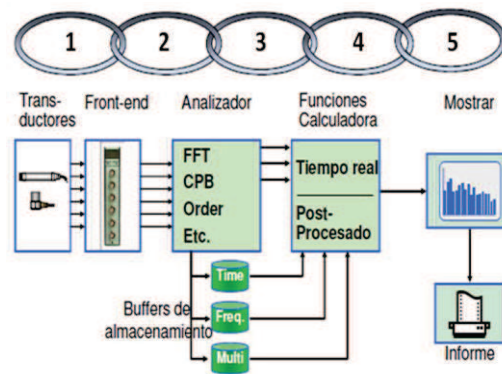 1 2 3 4 5
Trans-
ductores
Front-end
Analizador
Funciones
Calculadora
Mostrar
FFT
CPB
Order
Etc.
Tiempo real
Post-
Procesado
Buffers de
almacenamiento
Time
Freq.
Multi
Informe